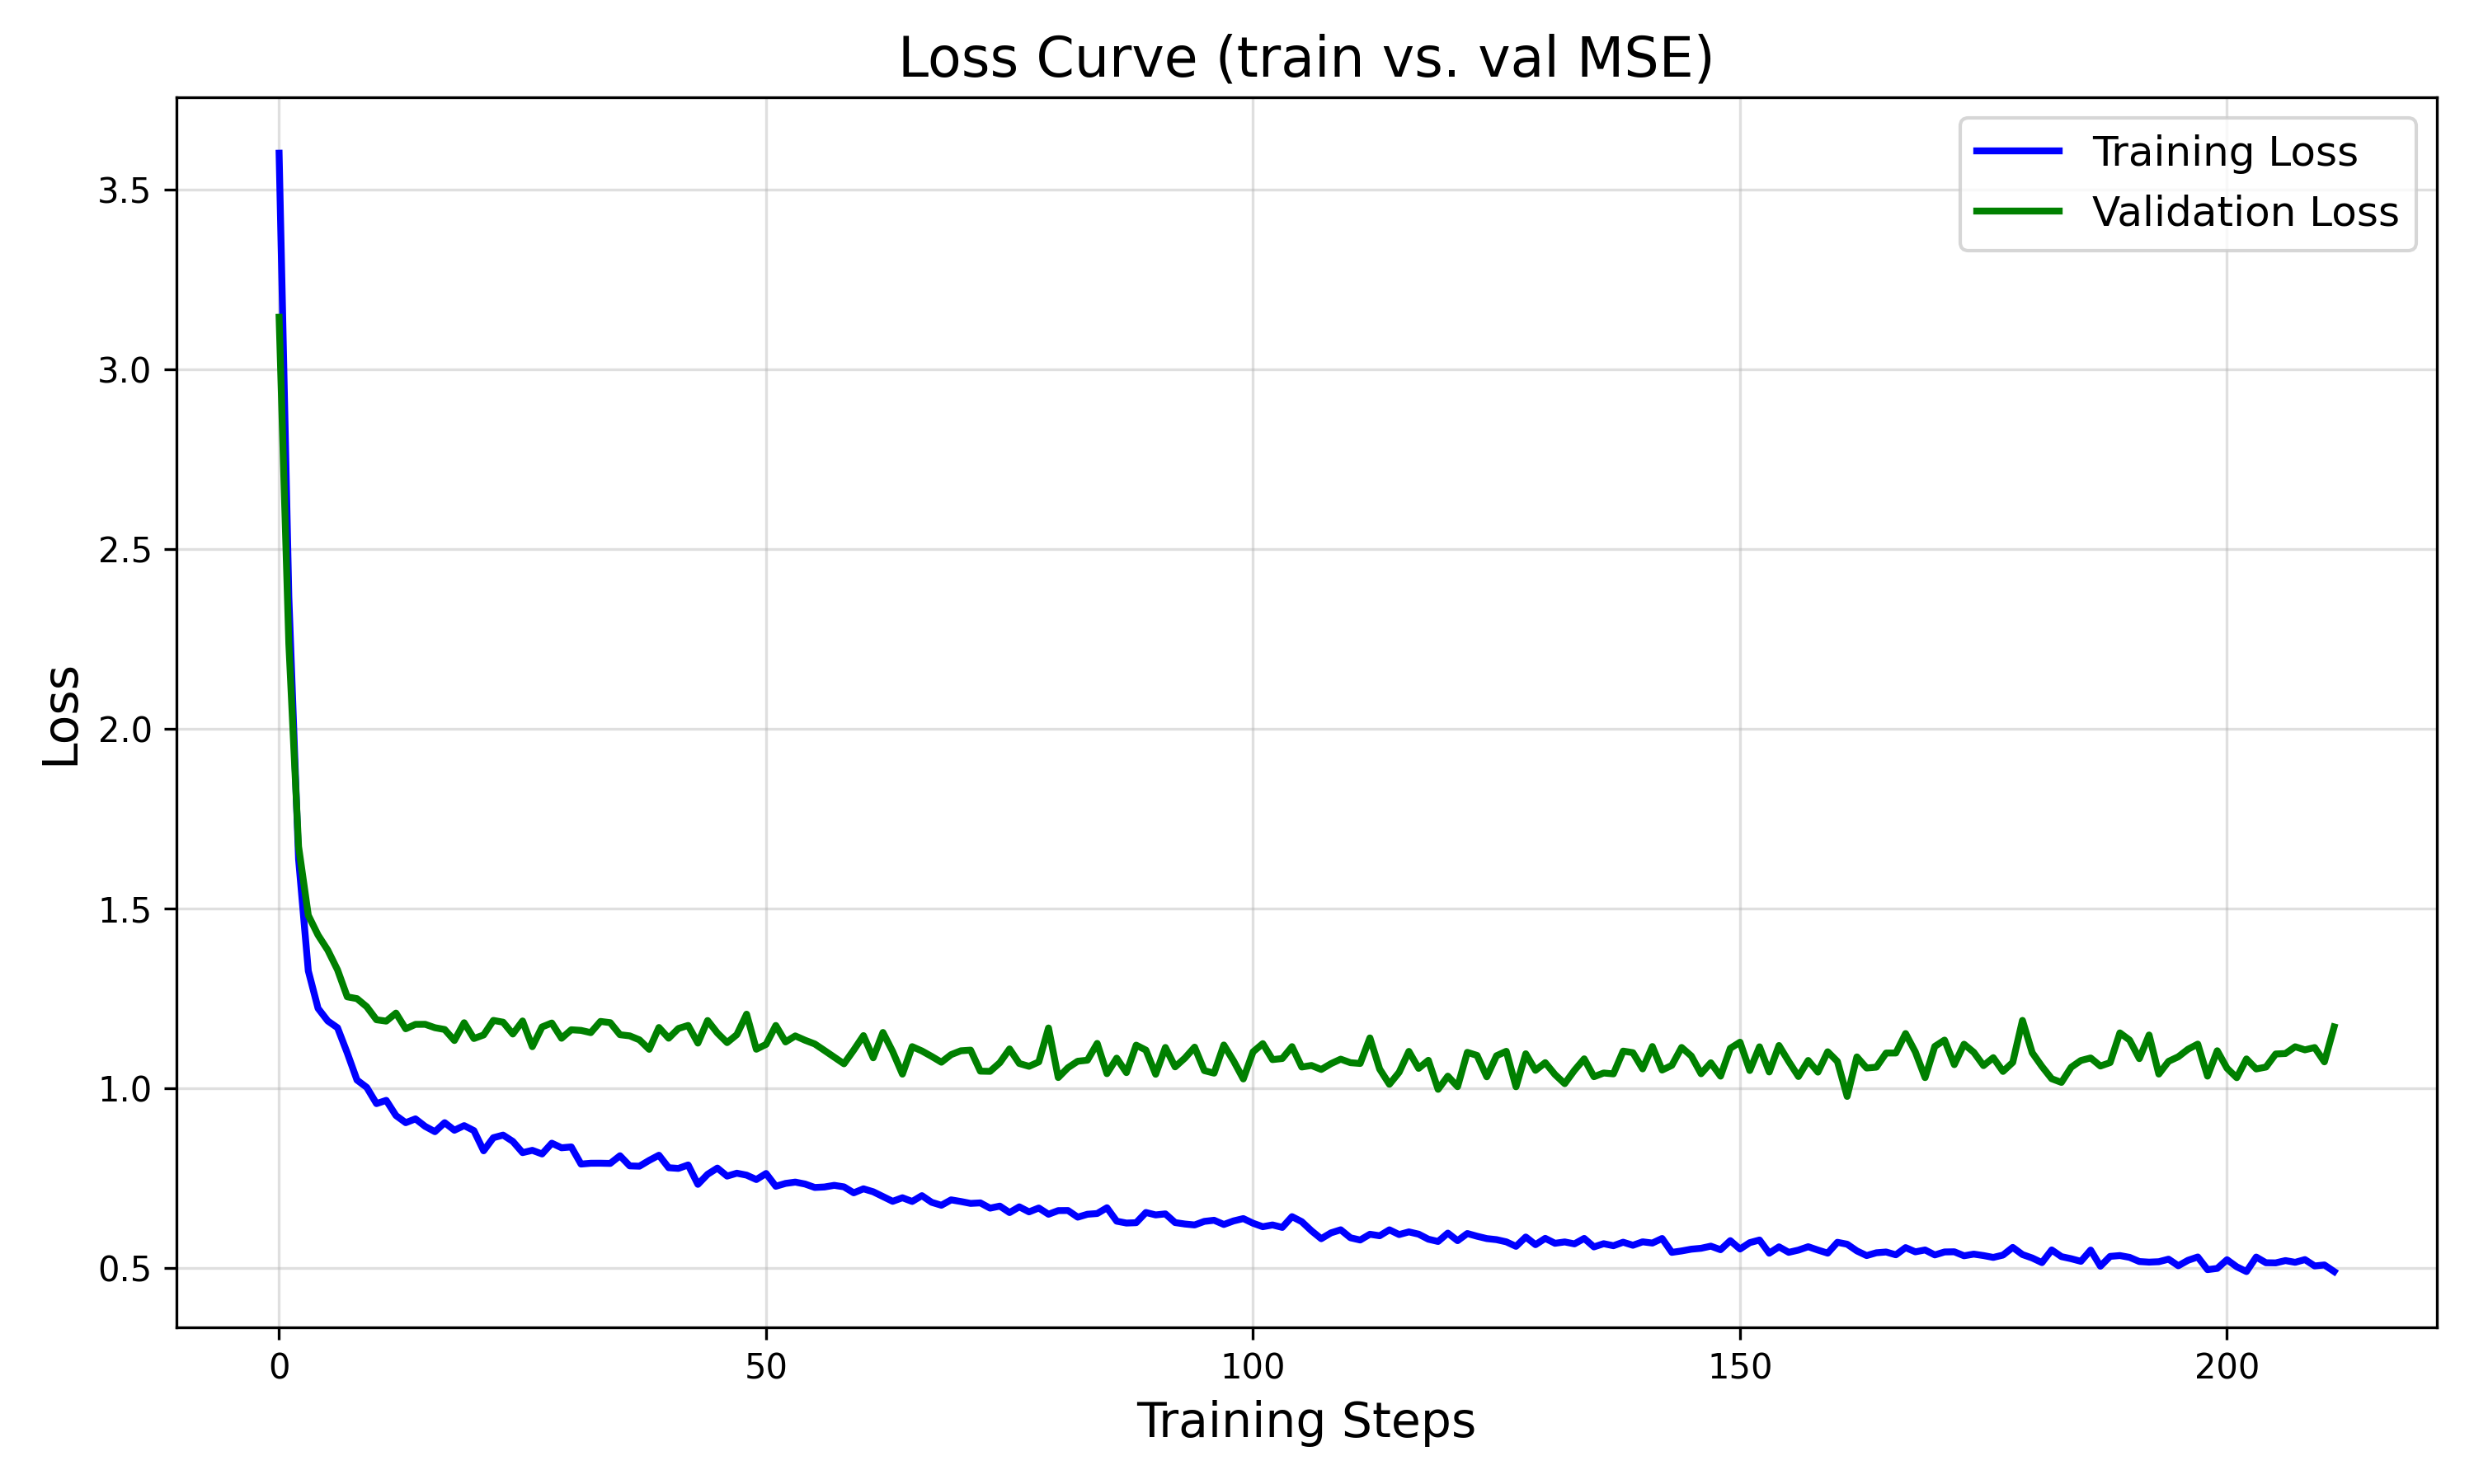 Loss Curve (train vs. val MSE)
Training Loss
Validation Loss
3.5
3.0
2.5
2.0
1.5
1.0
0.5
Loss
0 50 100 150 200
Training Steps